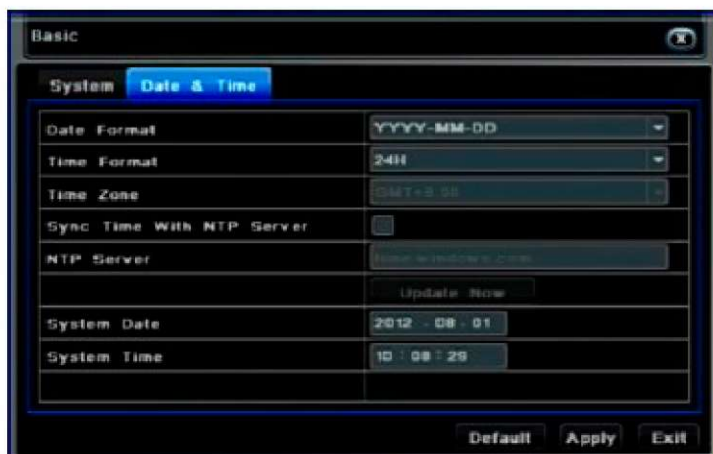 Basic
System Date & Time
Date Format YYYY-MM-DD
Time Format 24H
Time Zone
Sync Time With NTP Server
NTP Server
Update Now
System Date 2012 - 08 - 01
System Time 10 : 08 : 29
Default Apply Exit